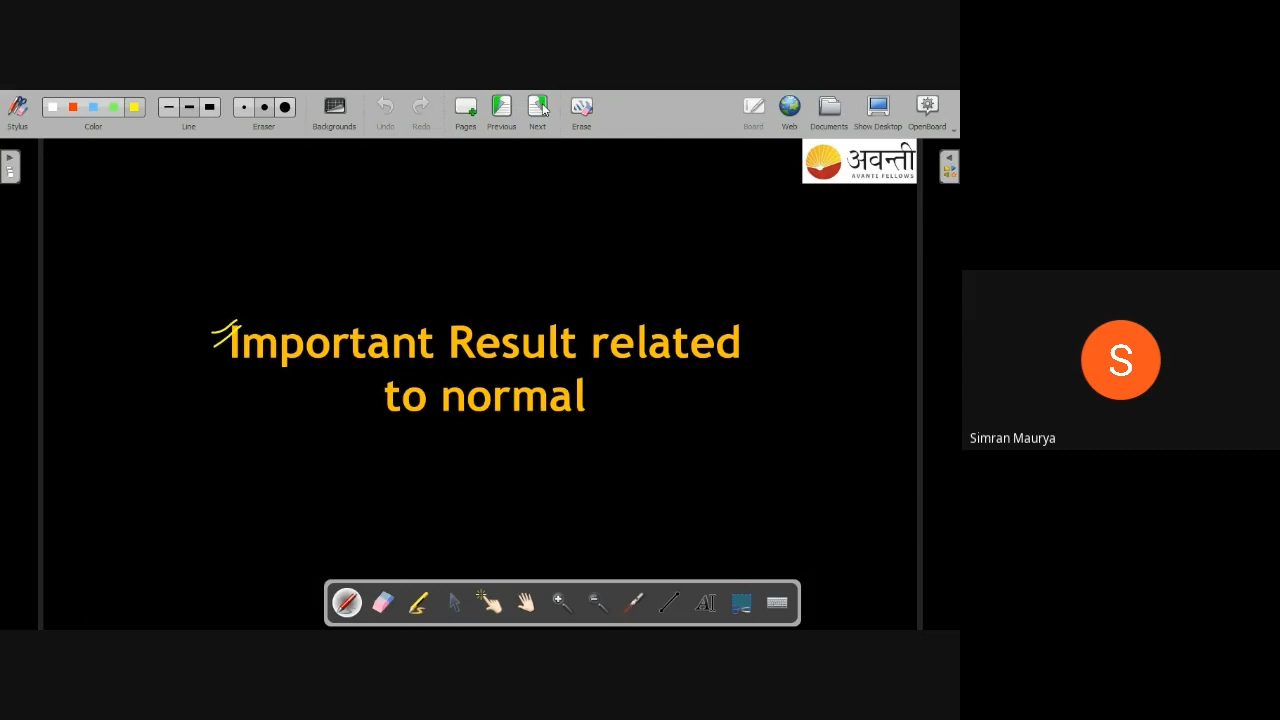 Stylus
Color
Line
Eraser
Backgrounds
Undo
Redo
Pages
Previous
Next
Erase
Board
Web
Documents
Show Desktop
OpenBoard
अवन्ती
AVANTI FELLOWS
Important Result related
to normal
AI
S
Simran Maurya